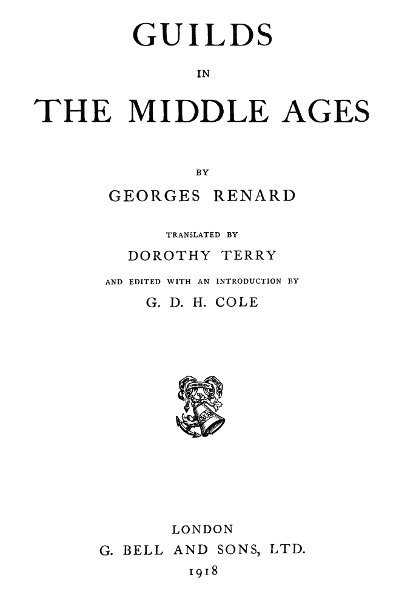 GUILDS
IN
THE MIDDLE AGES
BY
GEORGES RENARD
TRANSLATED BY
DOROTHY TERRY
AND EDITED WITH AN INTRODUCTION BY
G. D. H. COLE
LONDON
G. BELL AND SONS, LTD.
1918